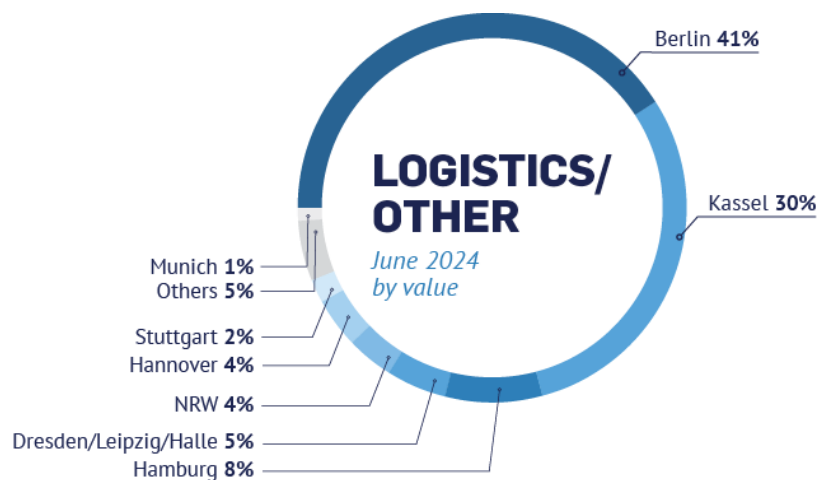 Berlin 41%
LOGISTICS/
OTHER
June 2024
by value
Kassel 30%
Munich 1%
Others 5%
Stuttgart 2%
Hannover 4%
NRW 4%
Dresden/Leipzig/Halle 5%
Hamburg 8%